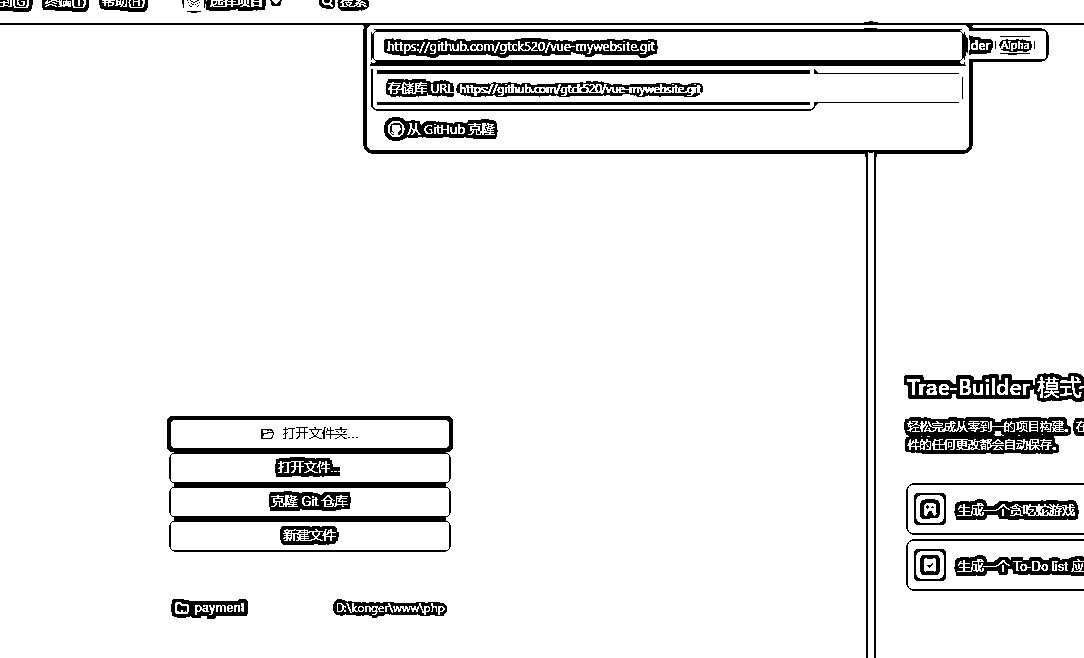 终端(T) 帮助(H) 选择项目 搜索
https://github.com/gtck520/vue-mywebsite.git
der Alpha
存储库 URL https://github.com/gtck520/vue-mywebsite.git
从 GitHub 克隆
Trae-Builder 模式
轻松完成从零到一的项目构建。在
件的任何更改都会自动保存。
打开文件夹...
打开文件...
克隆 Git 仓库
新建文件
生成一个贪吃蛇游戏
生成一个 To-Do list 应
payment D:\konger\www\php